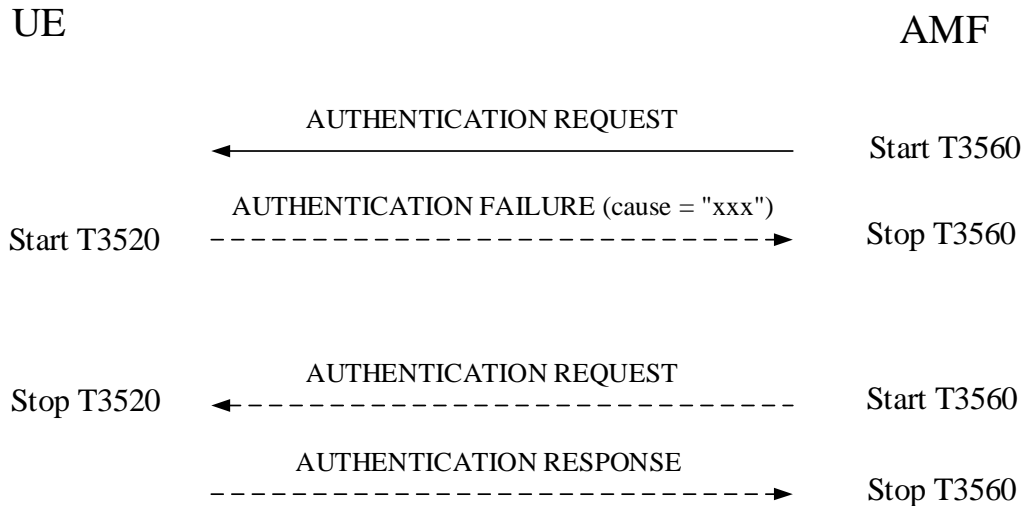 UE
AMF
AUTHENTICATION REQUEST
Start T3560
AUTHENTICATION FAILURE (cause = "xxx")
Start T3520
Stop T3560
AUTHENTICATION REQUEST
Stop T3520
Start T3560
AUTHENTICATION RESPONSE
Stop T3560